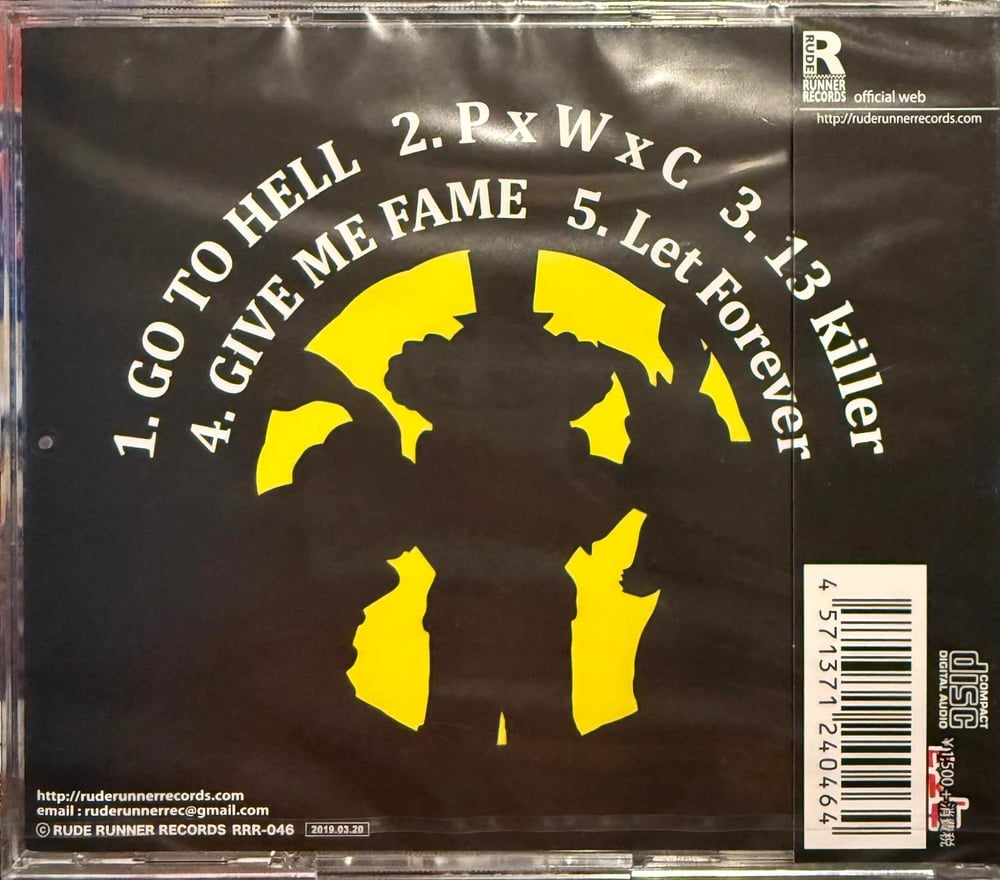 1. GO TO HELL 2. P x W x C 3. 13 killer
4. GIVE ME FAME 5. Let Forever
RUDE
R
RUNNER
RECORDS official web
http://ruderunnerrecords.com
4 571371 240464
COMPACT
disc
DIGITAL AUDIO
http://ruderunnerrecords.com
email : ruderunnerrec@gmail.com
© RUDE RUNNER RECORDS RRR-046 2019.03.20